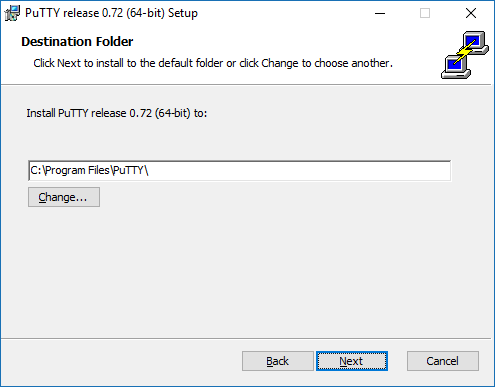 PuTTY release 0.72 (64-bit) Setup
Destination Folder
Click Next to install to the default folder or click Change to choose another.
Install PuTTY release 0.72 (64-bit) to:
C:\Program Files\PuTTY\
Change...
Back Next Cancel